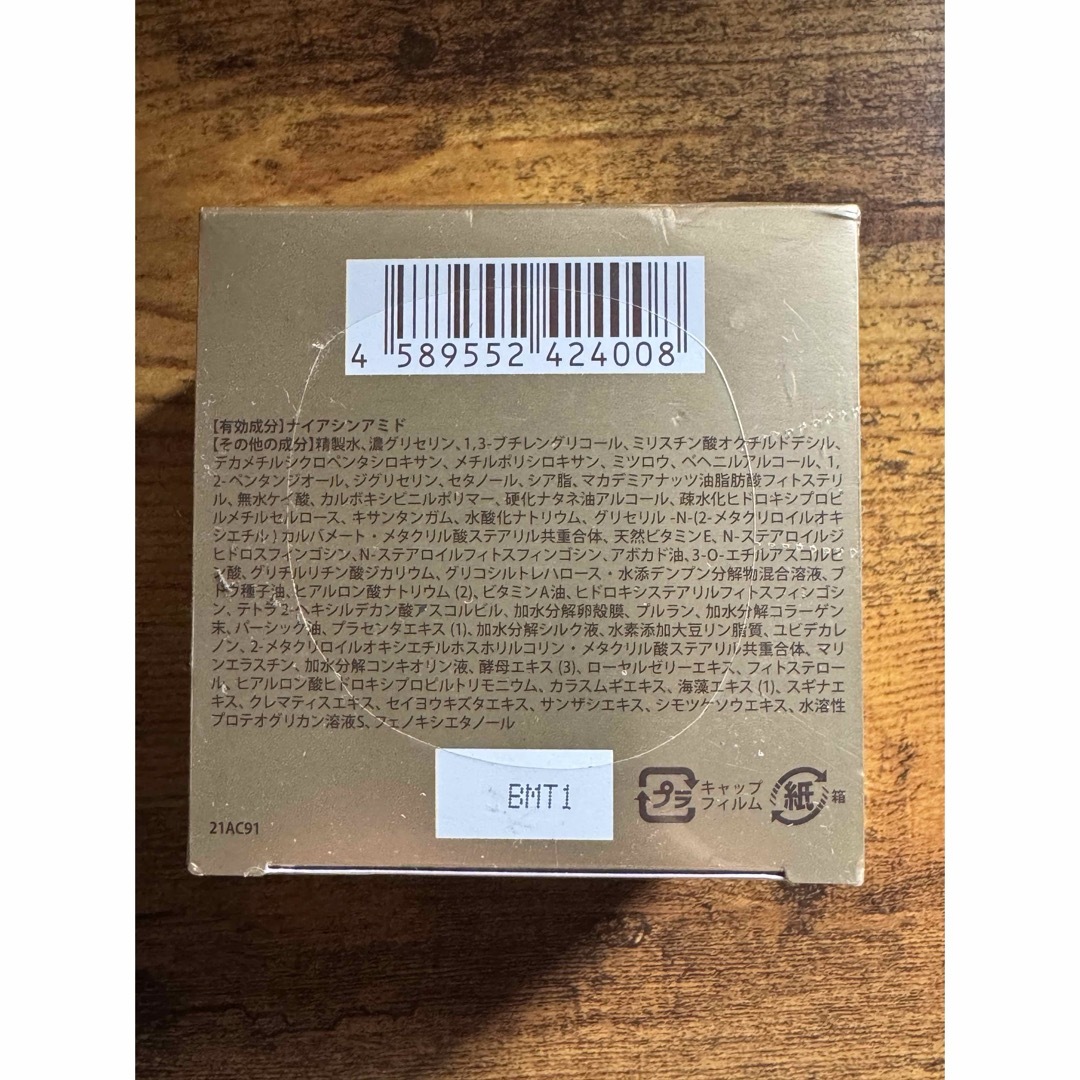 4 589552 424008
【有効成分】ナイアシンアミド
【その他の成分】精製水、濃グリセリン、1,3-ブチレングリコール、ミリスチン酸オクチルドデシル、
デカメチルシクロペンタシロキサン、メチルポリシロキサン、ミツロウ、ベヘニルアルコール、1,
2-ペンタンジオール、ジグリセリン、セタノール、シア脂、マカデミアナッツ油脂肪酸フィトステリ
ル、無水ケイ酸、カルボキシビニルポリマー、硬化ナタネ油アルコール、疎水化ヒドロキシプロピ
ルメチルセルロース、キサンタンガム、水酸化ナトリウム、グリセリル-N-(2-メタクリロイルオキ
シエチル)カルバメート・メタクリル酸ステアリル共重合体、天然ビタミンE、N-ステアロイルジ
ヒドロスフィンゴシン、N-ステアロイルフィトスフィンゴシン、アボカド油、3-O-エチルアスコルビ
ン酸、グリチルリチン酸ジカリウム、グリコシルトレハロース・水添デンプン分解物混合溶液、ブ
ドウ種子油、ヒアルロン酸ナトリウム(2)、ビタミンA油、ヒドロキシステアリルフィトスフィンゴシ
ン、テトラ2-ヘキシルデカン酸アスコルビル、加水分解卵殻膜、プルラン、加水分解コラーゲン
末、パーシック油、プラセンタエキス(1)、加水分解シルク液、水素添加大豆リン脂質、ユビデカレ
ノン、2-メタクリロイルオキシエチルホスホリルコリン・メタクリル酸ステアリル共重合体、マリ
ンエラスチン、加水分解コンキオリン液、酵母エキス(3)、ローヤルゼリーエキス、フィトステロー
ル、ヒアルロン酸ヒドロキシプロピルトリモニウム、カラスムギエキス、海藻エキス(1)、スギナエ
キス、クレマティスエキス、セイヨウキズタエキス、サンザシエキス、シモツケソウエキス、水溶性
プロテオグリカン溶液S、フェノキシエタノール
BMT1
プラ
キャップ
フィルム
紙
箱
21AC91